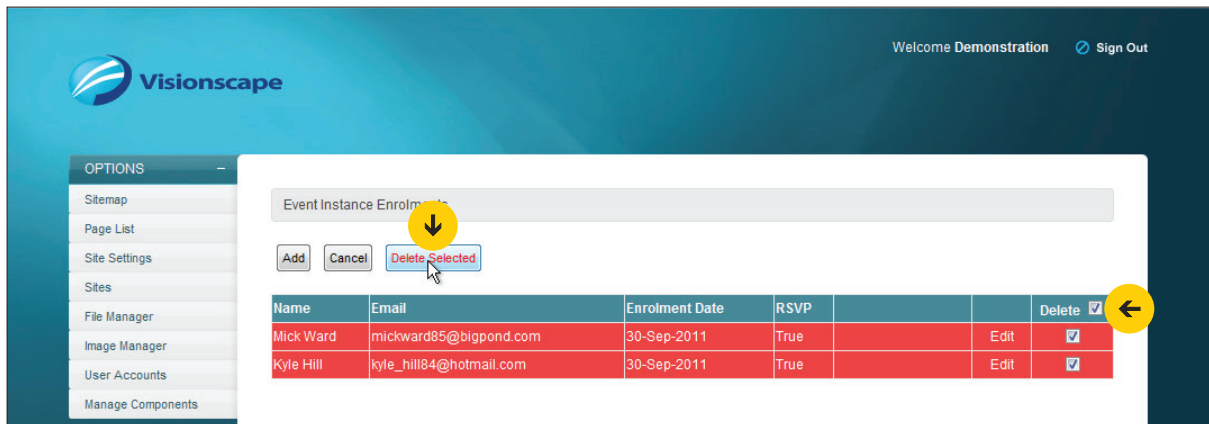 Welcome Demonstration Sign Out
Visionscape
OPTIONS –
Sitemap
Page List
Site Settings
Sites
File Manager
Image Manager
User Accounts
Manage Components
Event Instance Enrolments
Add Cancel Delete Selected
Name Email Enrolment Date RSVP Delete
Mick Ward mickward85@bigpond.com 30-Sep-2011 True Edit
Kyle Hill kyle_hill84@hotmail.com 30-Sep-2011 True Edit